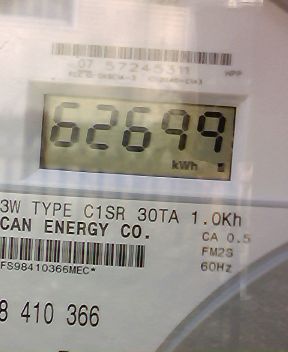 07 57245311
62699
kWh
3W TYPE C1SR 30TA 1.0Kh
CAN ENERGY CO.
CA 0.5
FM2S
FS98410366MEC*
60Hz
8 410 366